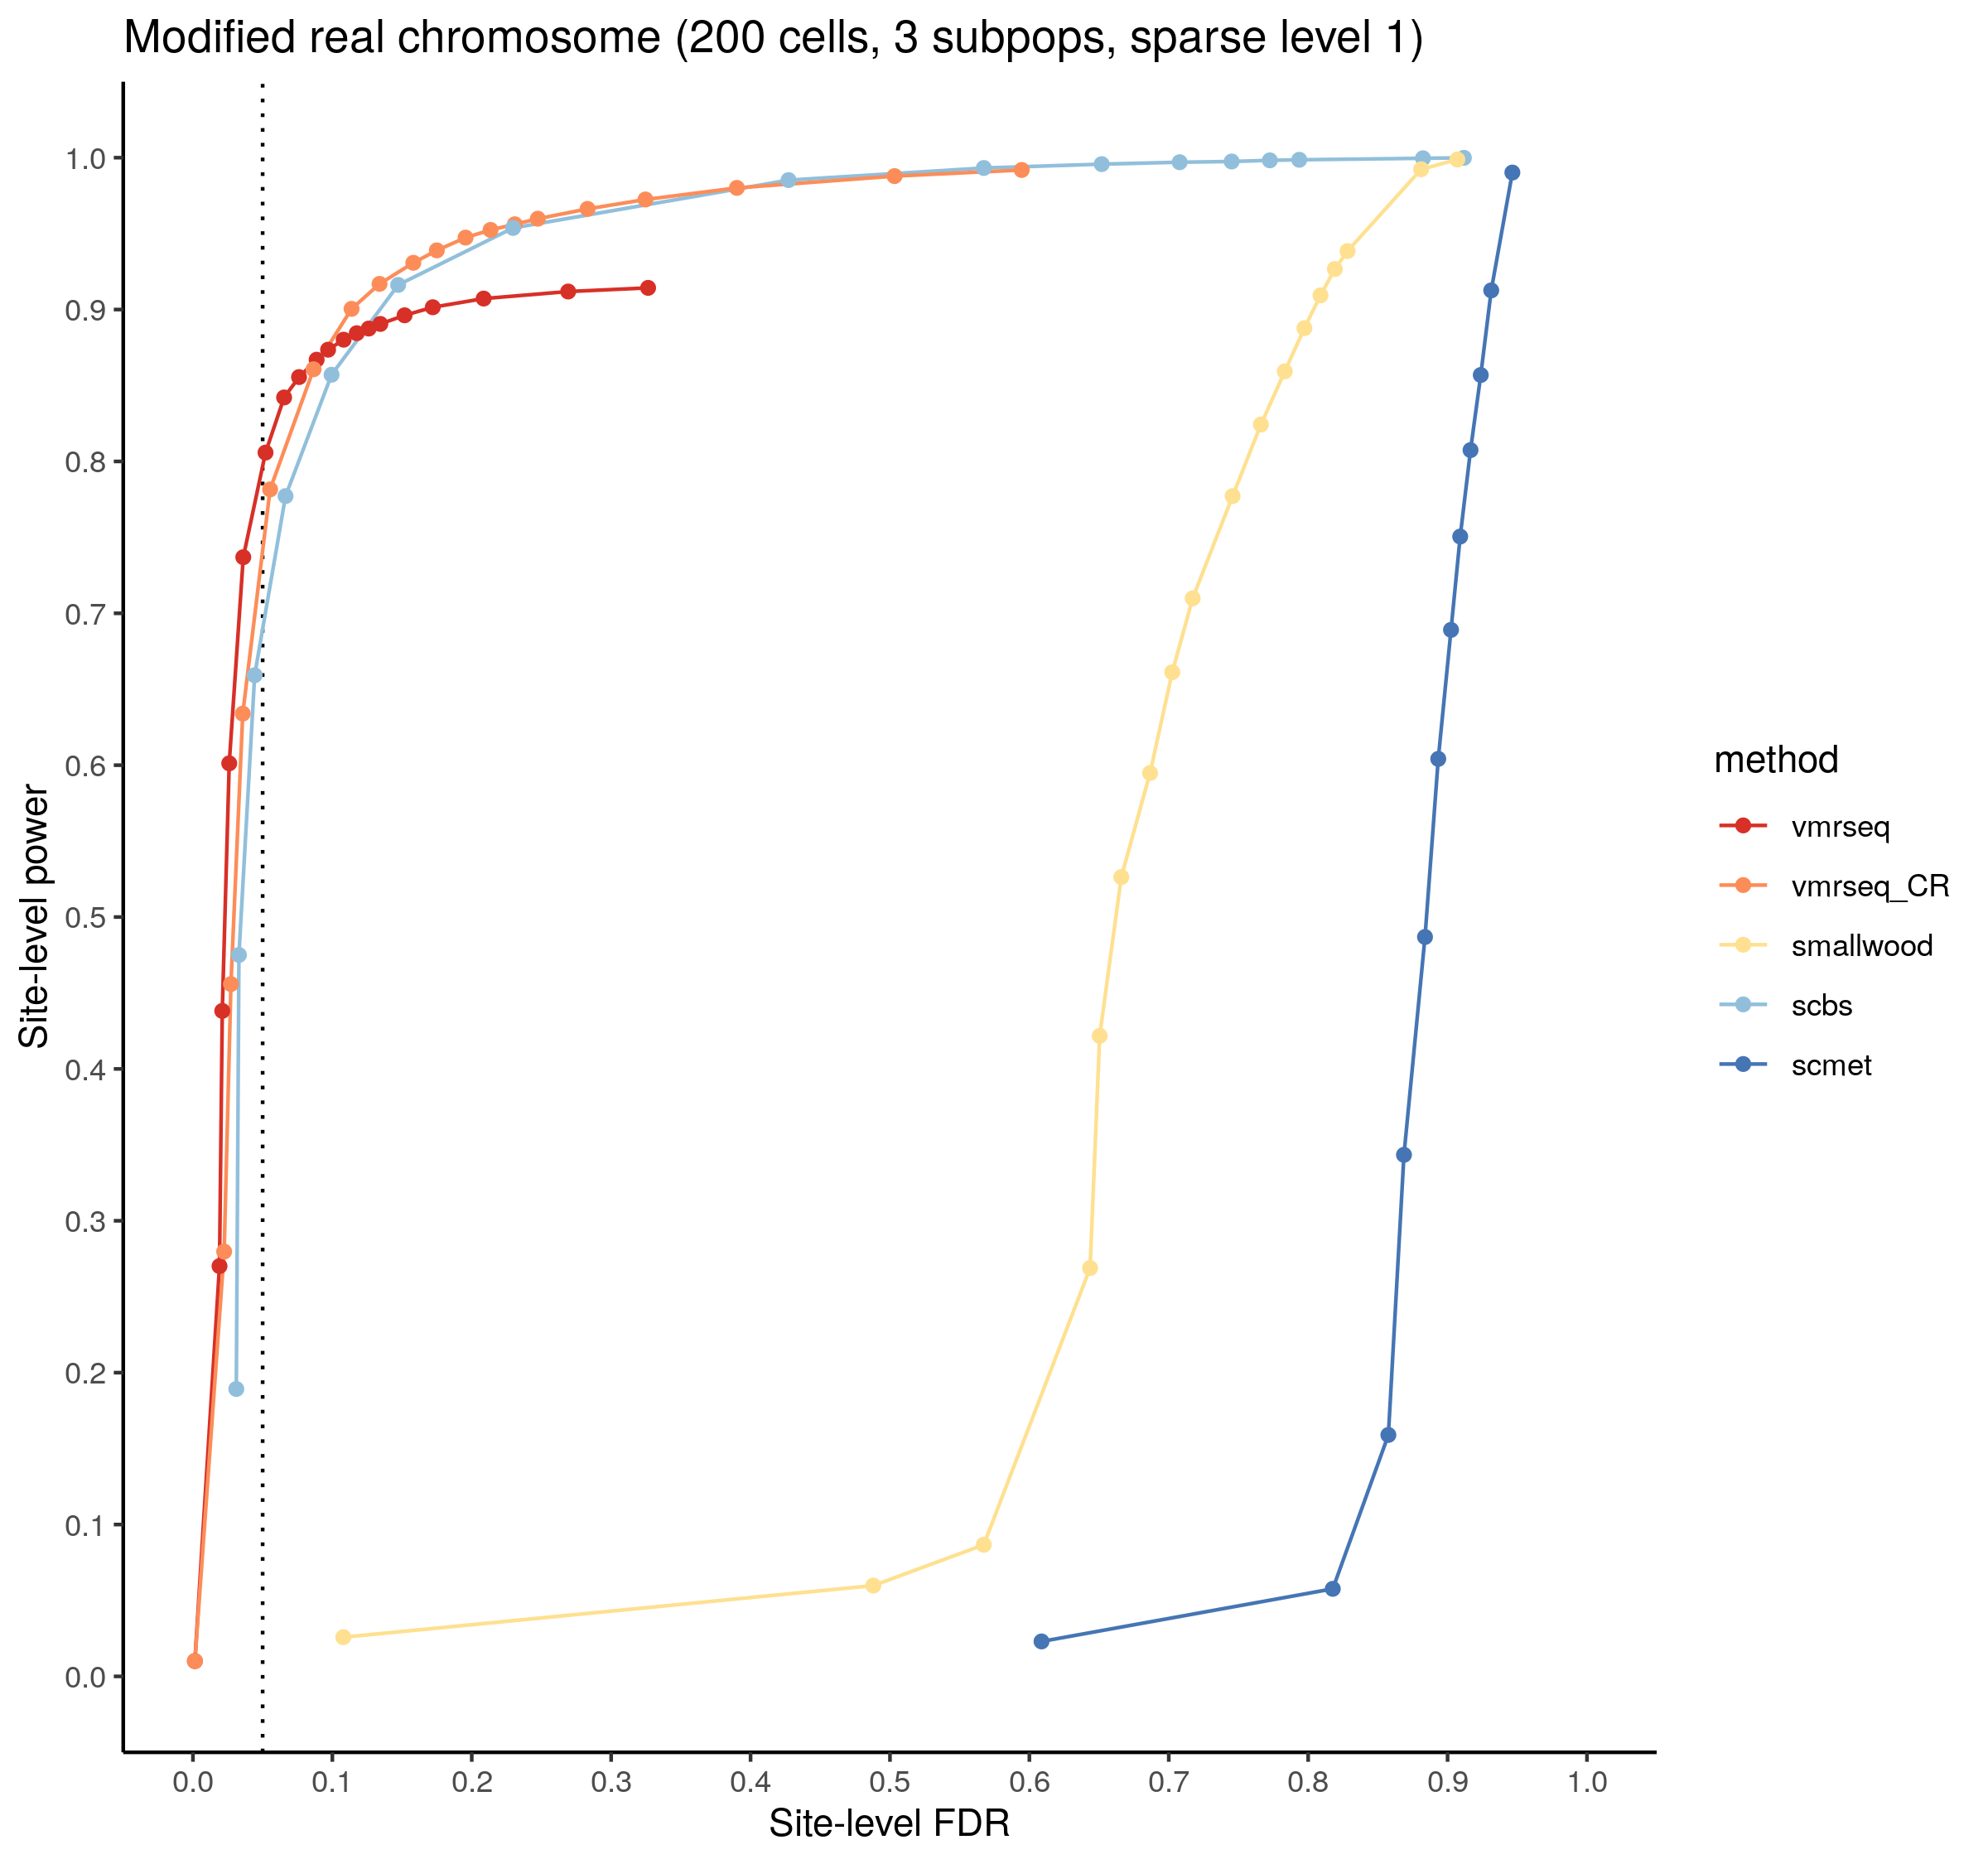 Modified real chromosome (200 cells, 3 subpops, sparse level 1)
Site-level power
1.0
0.9
0.8
0.7
0.6
0.5
0.4
0.3
0.2
0.1
0.0
0.0 0.1 0.2 0.3 0.4 0.5 0.6 0.7 0.8 0.9 1.0
Site-level FDR
method
vmrseq
vmrseq_CR
smallwood
scbs
scmet